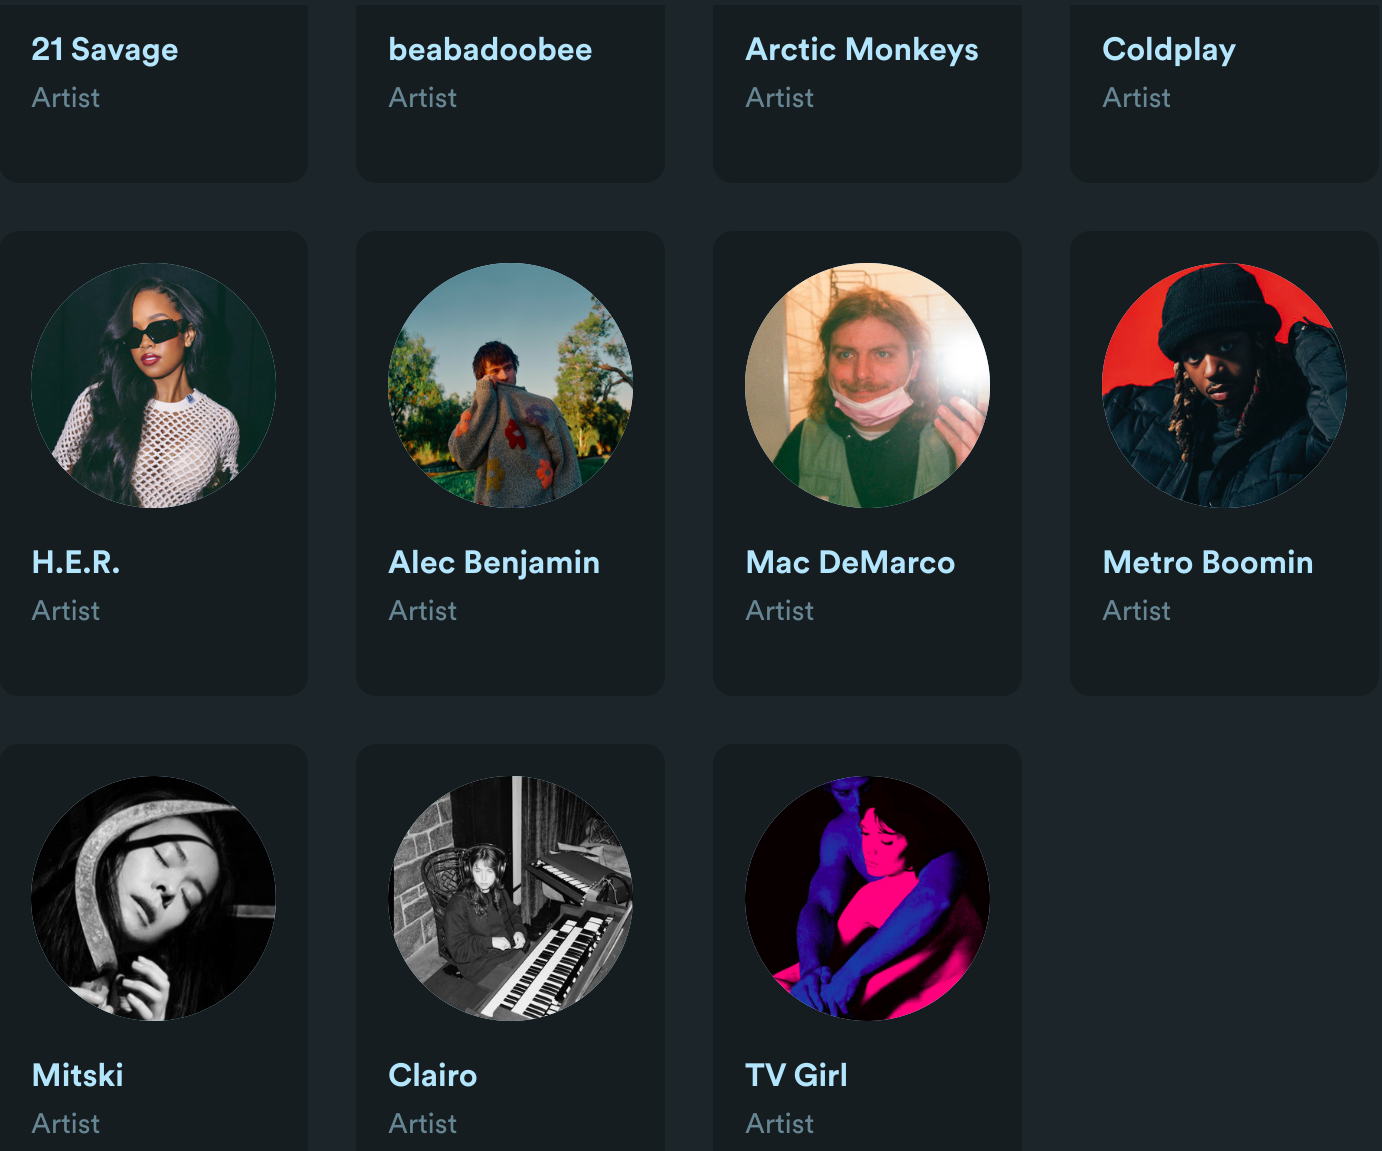 21 Savage
Artist
beabadoobee
Artist
Arctic Monkeys
Artist
Coldplay
Artist
H.E.R.
Artist
Alec Benjamin
Artist
Mac DeMarco
Artist
Metro Boomin
Artist
Mitski
Artist
Clairo
Artist
TV Girl
Artist